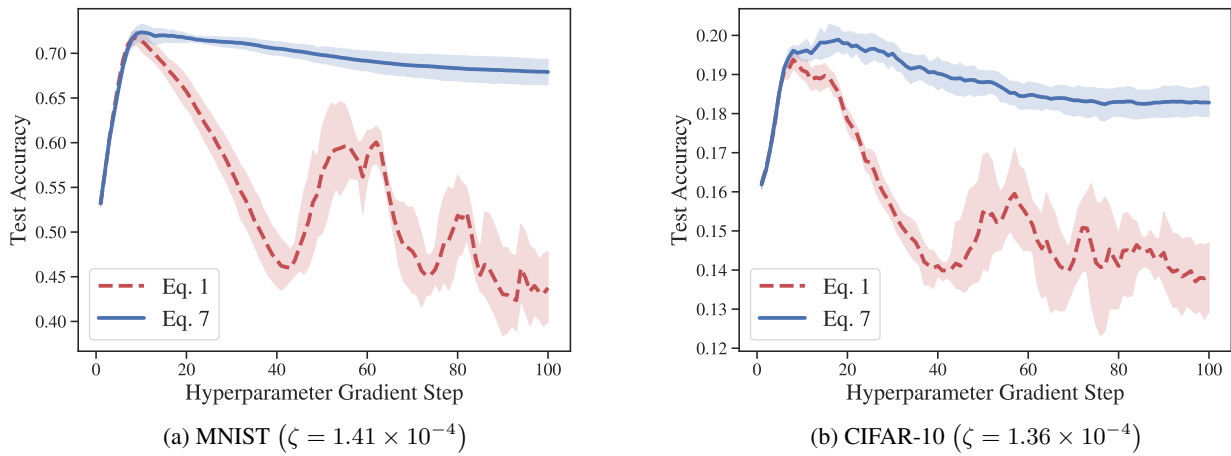 Test Accuracy
0.70
0.65
0.60
0.55
0.50
0.45
0.40
Eq. 1
Eq. 7
0 20 40 60 80 100
Hyperparameter Gradient Step
(a) MNIST (ζ = 1.41 × 10⁻⁴)
Test Accuracy
0.20
0.19
0.18
0.17
0.16
0.15
0.14
0.13
0.12
Eq. 1
Eq. 7
0 20 40 60 80 100
Hyperparameter Gradient Step
(b) CIFAR-10 (ζ = 1.36 × 10⁻⁴)